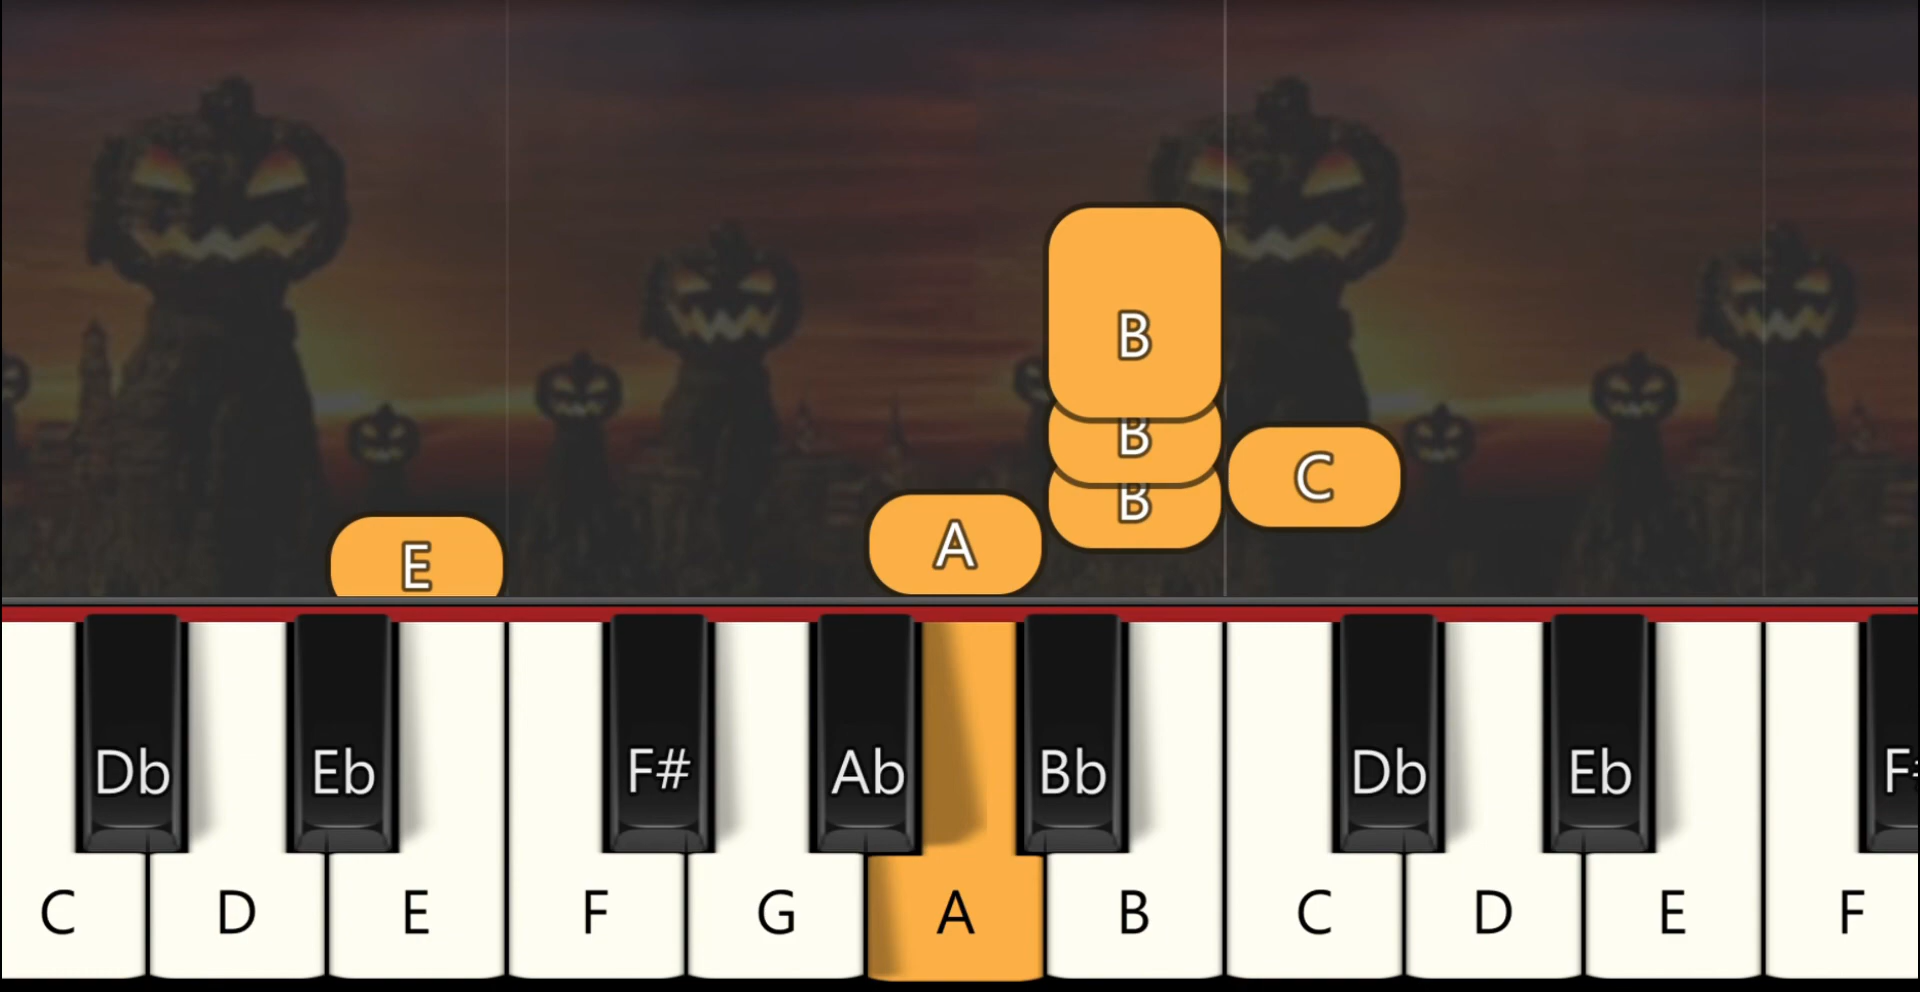 B
B
C
B
A
E
Db Eb F# Ab Bb Db Eb F#
C D E F G A B C D E F